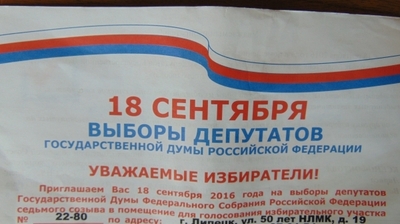 18 СЕНТЯБРЯ
ВЫБОРЫ ДЕПУТАТОВ
ГОСУДАРСТВЕННОЙ ДУМЫ РОССИЙСКОЙ ФЕДЕРАЦИИ
УВАЖАЕМЫЕ ИЗБИРАТЕЛИ!
Приглашаем Вас 18 сентября 2016 года на выборы депутатов
Государственной Думы Федерального Собрания Российской Федерации
седьмого созыва в помещение для голосования избирательного участка
№ 22-80 по адресу: г. Липецк, ул. 50 лет НЛМК, д. 19